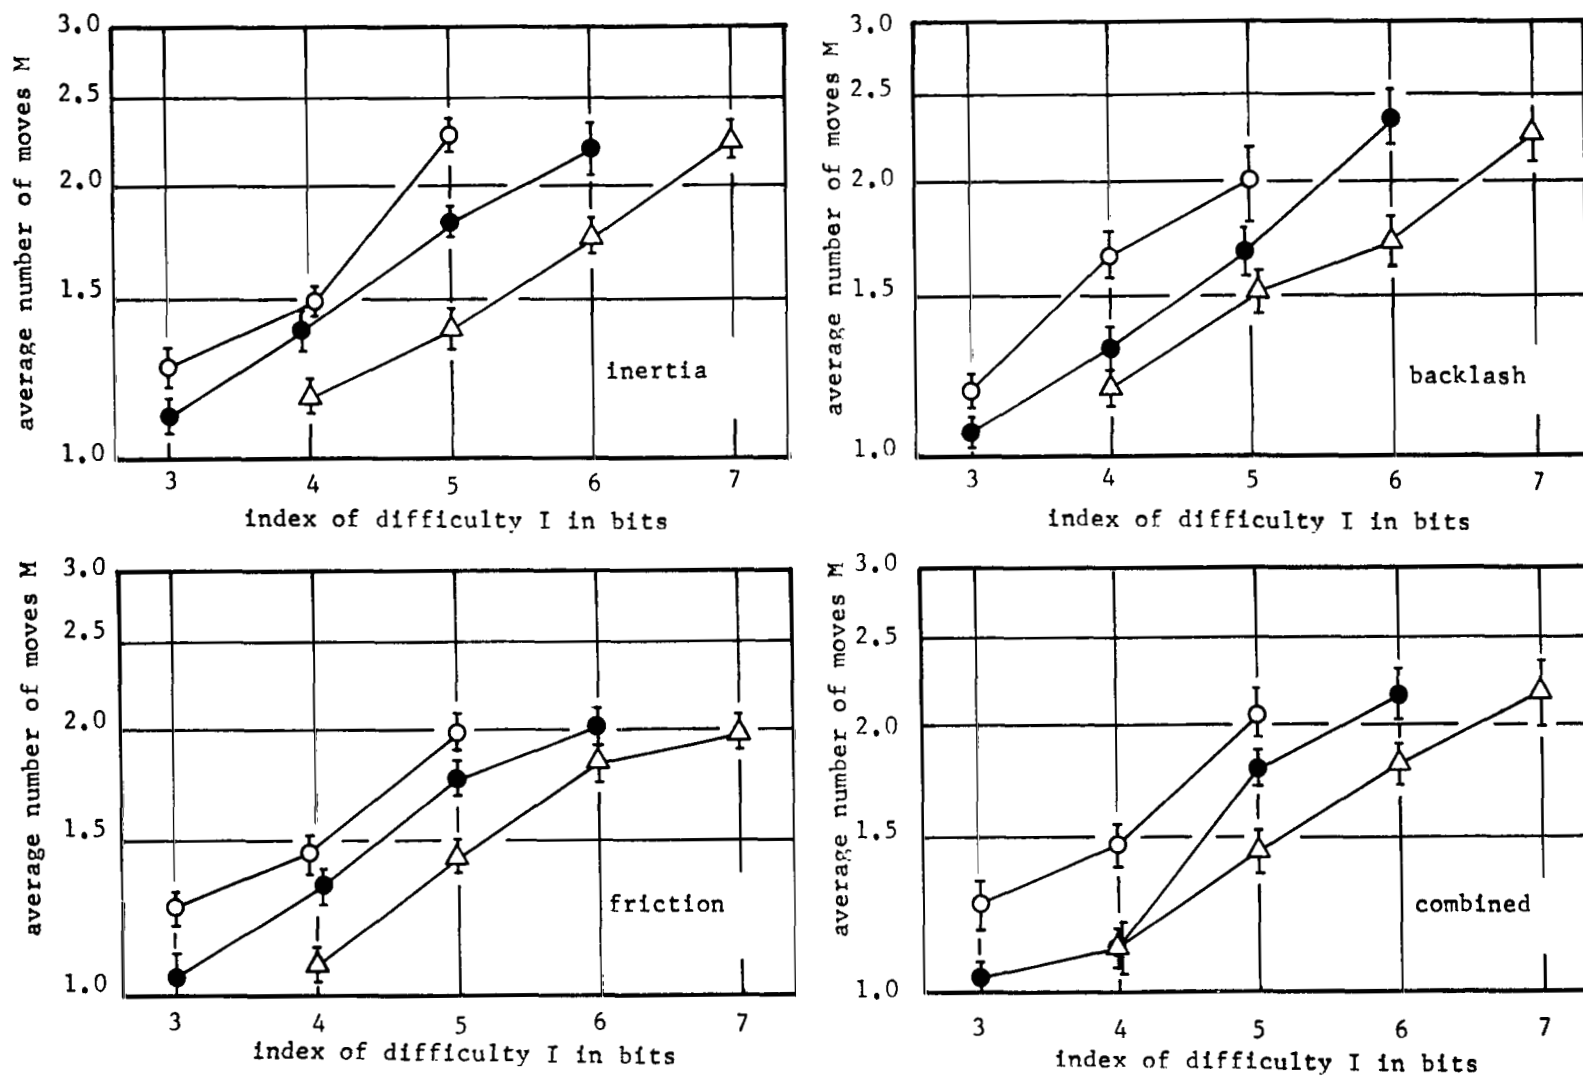 average number of moves M
3.0
2.5
2.0
1.5
1.0
inertia
3 4 5 6 7
index of difficulty I in bits
average number of moves M
3.0
2.5
2.0
1.5
1.0
backlash
3 4 5 6 7
index of difficulty I in bits
average number of moves M
3.0
2.5
2.0
1.5
1.0
friction
3 4 5 6 7
index of difficulty I in bits
average number of moves M
3.0
2.5
2.0
1.5
1.0
combined
3 4 5 6 7
index of difficulty I in bits